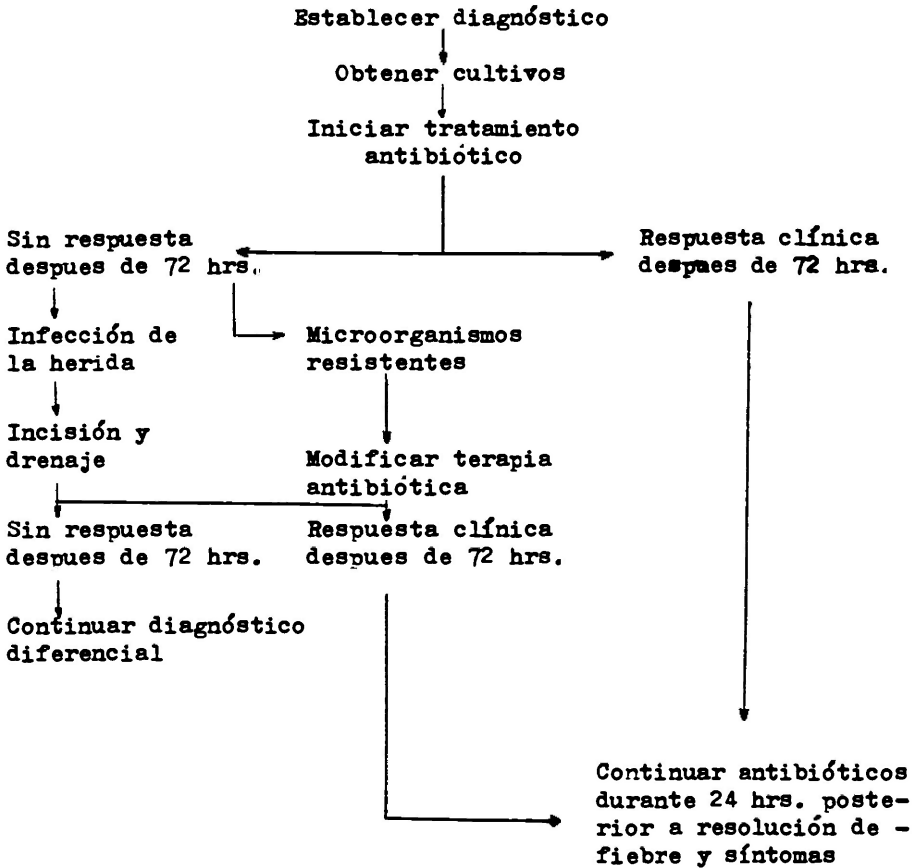 Establecer diagnóstico
Obtener cultivos
Iniciar tratamiento
antibiótico
Sin respuesta
despues de 72 hrs.
Respuesta clínica
despues de 72 hrs.
Infección de
la herida
Microorganismos
resistentes
Incisión y
drenaje
Modificar terapia
antibiótica
Sin respuesta
despues de 72 hrs.
Respuesta clínica
despues de 72 hrs.
Continuar diagnóstico
diferencial
Continuar antibióticos
durante 24 hrs. poste-
rior a resolución de -
fiebre y síntomas